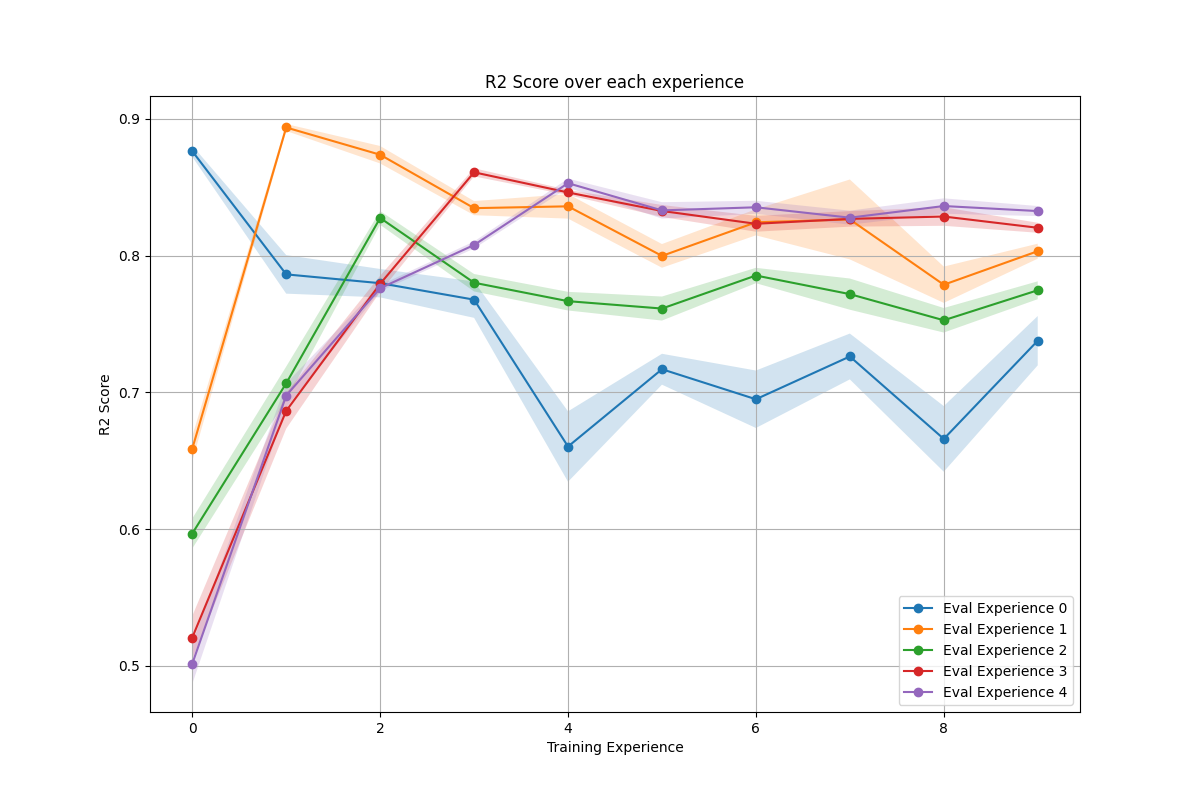 R2 Score over each experience
0.9
0.8
0.7
0.6
0.5
R2 Score
0 2 4 6 8
Training Experience
Eval Experience 0
Eval Experience 1
Eval Experience 2
Eval Experience 3
Eval Experience 4